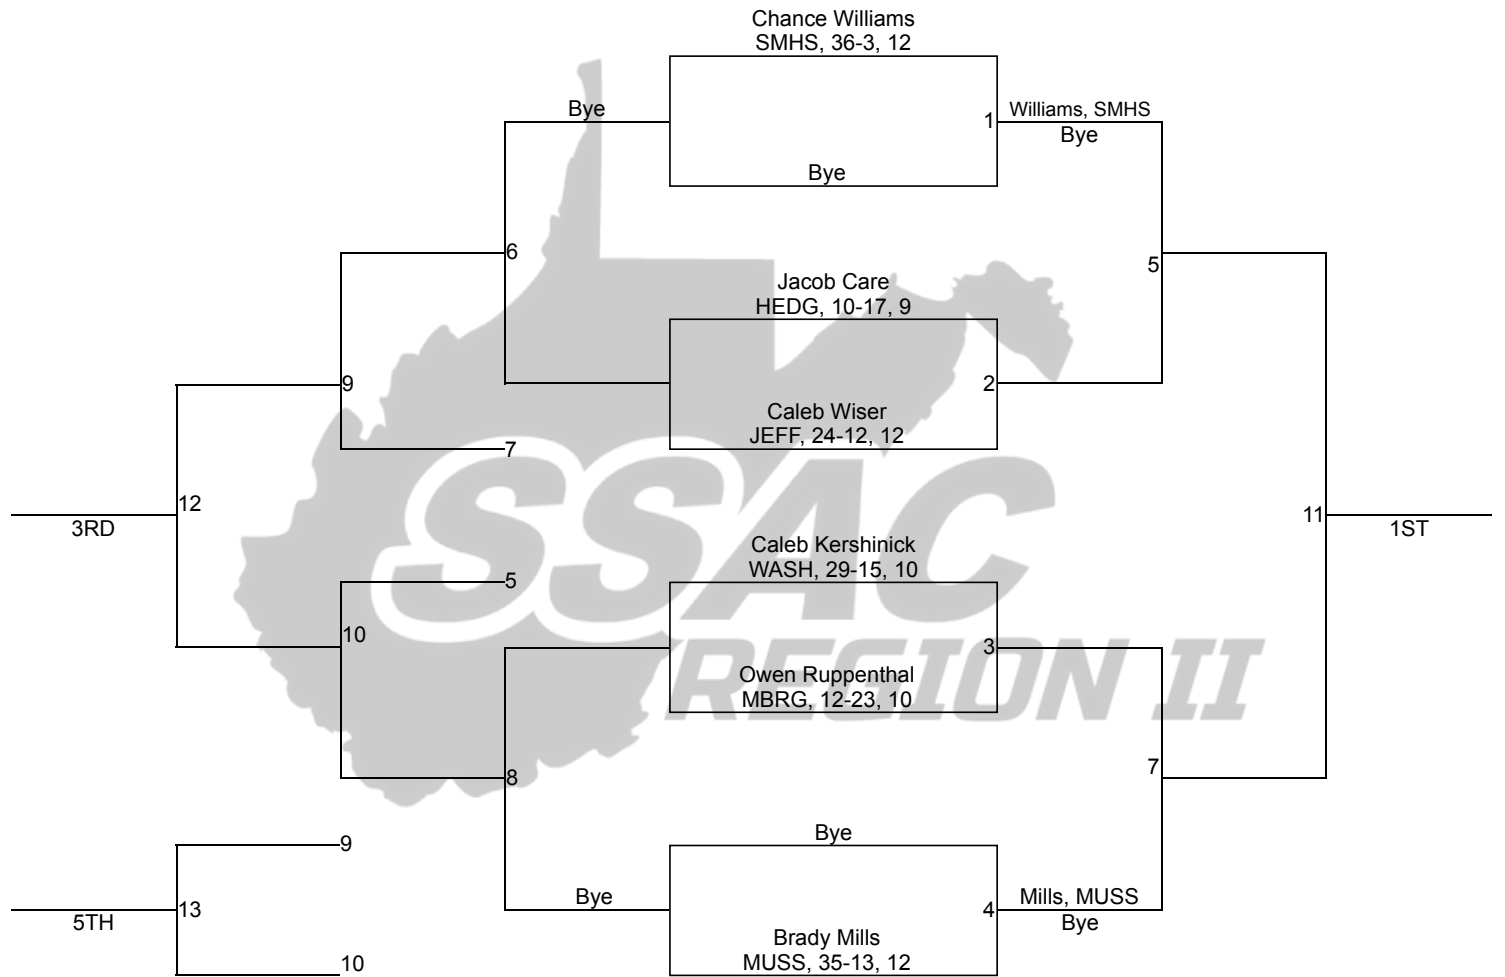 Chance Williams
SMHS, 36-3, 12
Bye
1
Williams, SMHS
Bye
Bye
6
5
Jacob Care
HEDG, 10-17, 9
9
2
Caleb Wiser
JEFF, 24-12, 12
7
SSAC
REGION II
12
3RD
11
1ST
Caleb Kershinick
WASH, 29-15, 10
5
10
3
Owen Ruppenthal
MBRG, 12-23, 10
8
7
9
Bye
Bye
4
Mills, MUSS
Bye
13
5TH
Brady Mills
MUSS, 35-13, 12
10